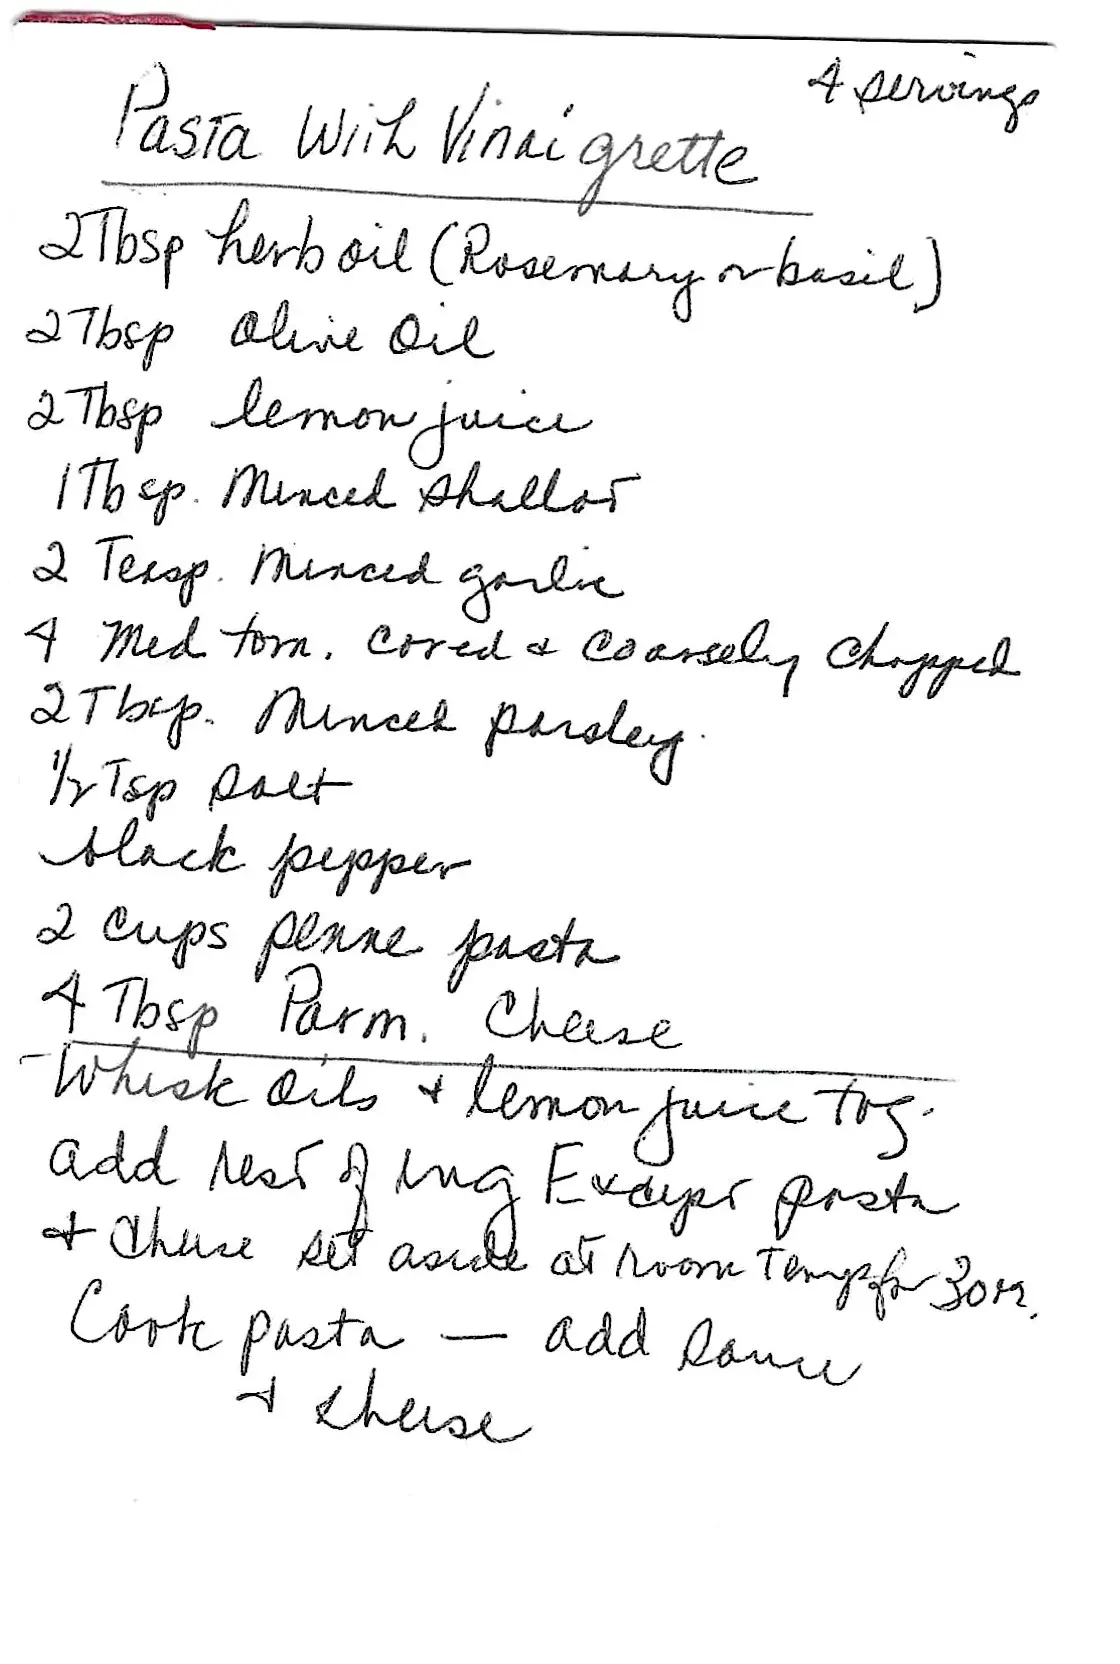 4 servings
Pasta With Vinaigrette
2 Tbsp herb oil (Rosemary or basil)
2 Tbsp Olive Oil
2 Tbsp lemon juice
1 Tbsp. Minced Shallot
2 Teasp. Minced garlic
4 Med tom. cored & Coarsely Chopped
2 Tbsp. Minced parsley.
1/2 Tsp salt
black pepper
2 Cups penne pasta
4 Tbsp Parm. Cheese
Whisk Oils & lemon juice tog.
add rest of ing Except pasta
& Cheese set aside at room Temp for 30 m.
Cook pasta — add Sauce
& cheese